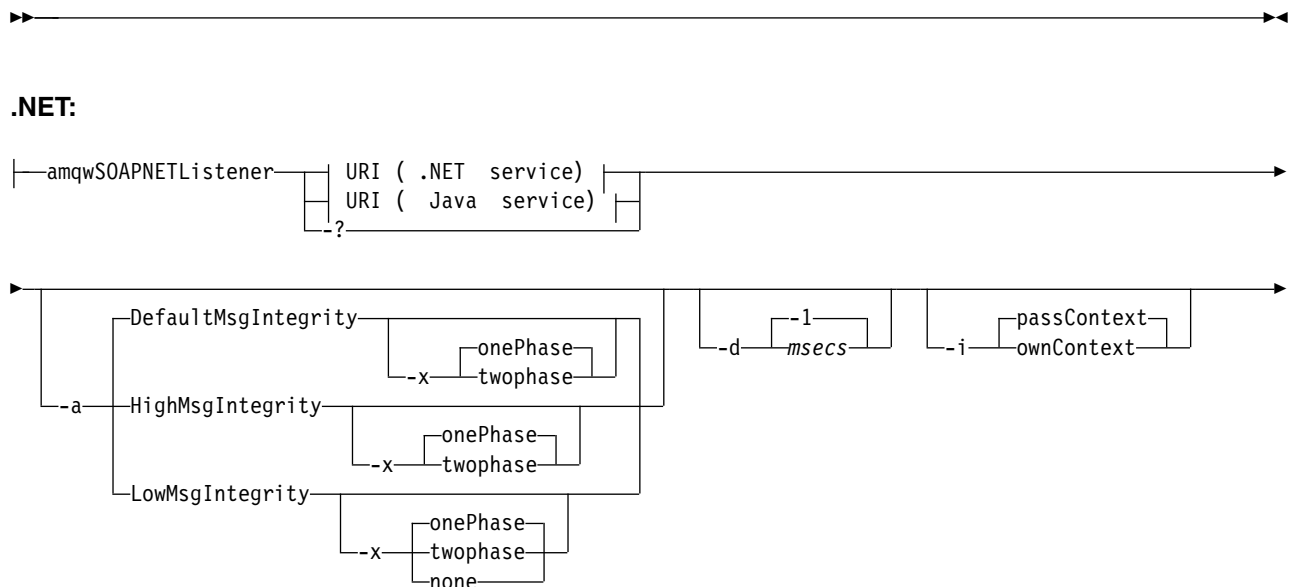 .NET:
amqwSOAPNETListener URI ( .NET service)
URI ( Java service)
-?
DefaultMsgIntegrity -1 passContext
onePhase -d msecs -i ownContext
-x twophase
-a HighMsgIntegrity
onePhase
-x twophase
LowMsgIntegrity
onePhase
-x twophase
none